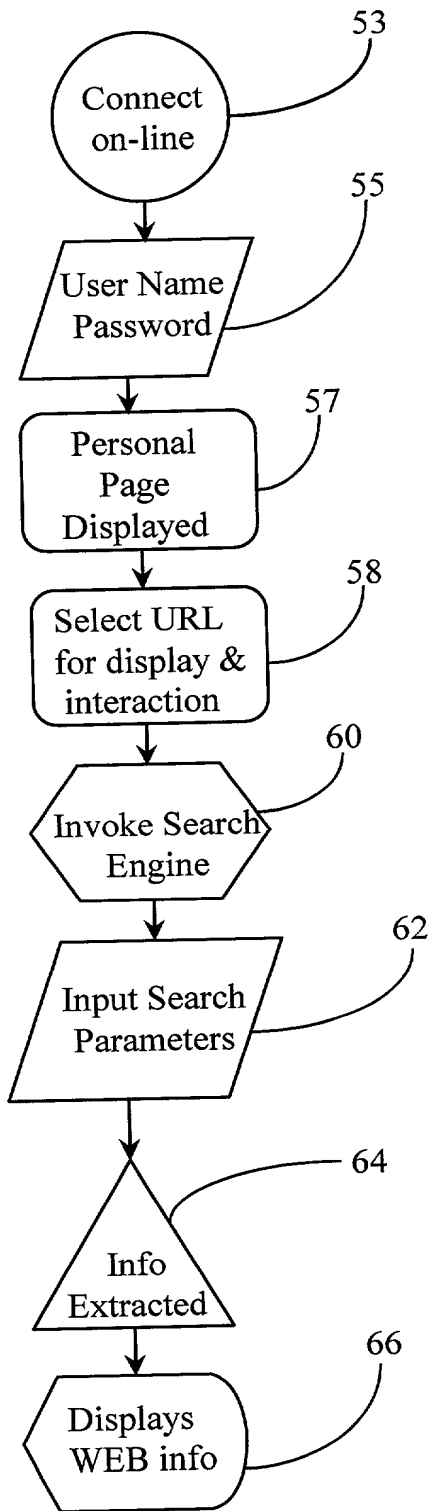 53
Connect
on-line
55
User Name
Password
57
Personal
Page
Displayed
58
Select URL
for display &
interaction
60
Invoke Search
Engine
62
Input Search
Parameters
64
Info
Extracted
66
Displays
WEB info